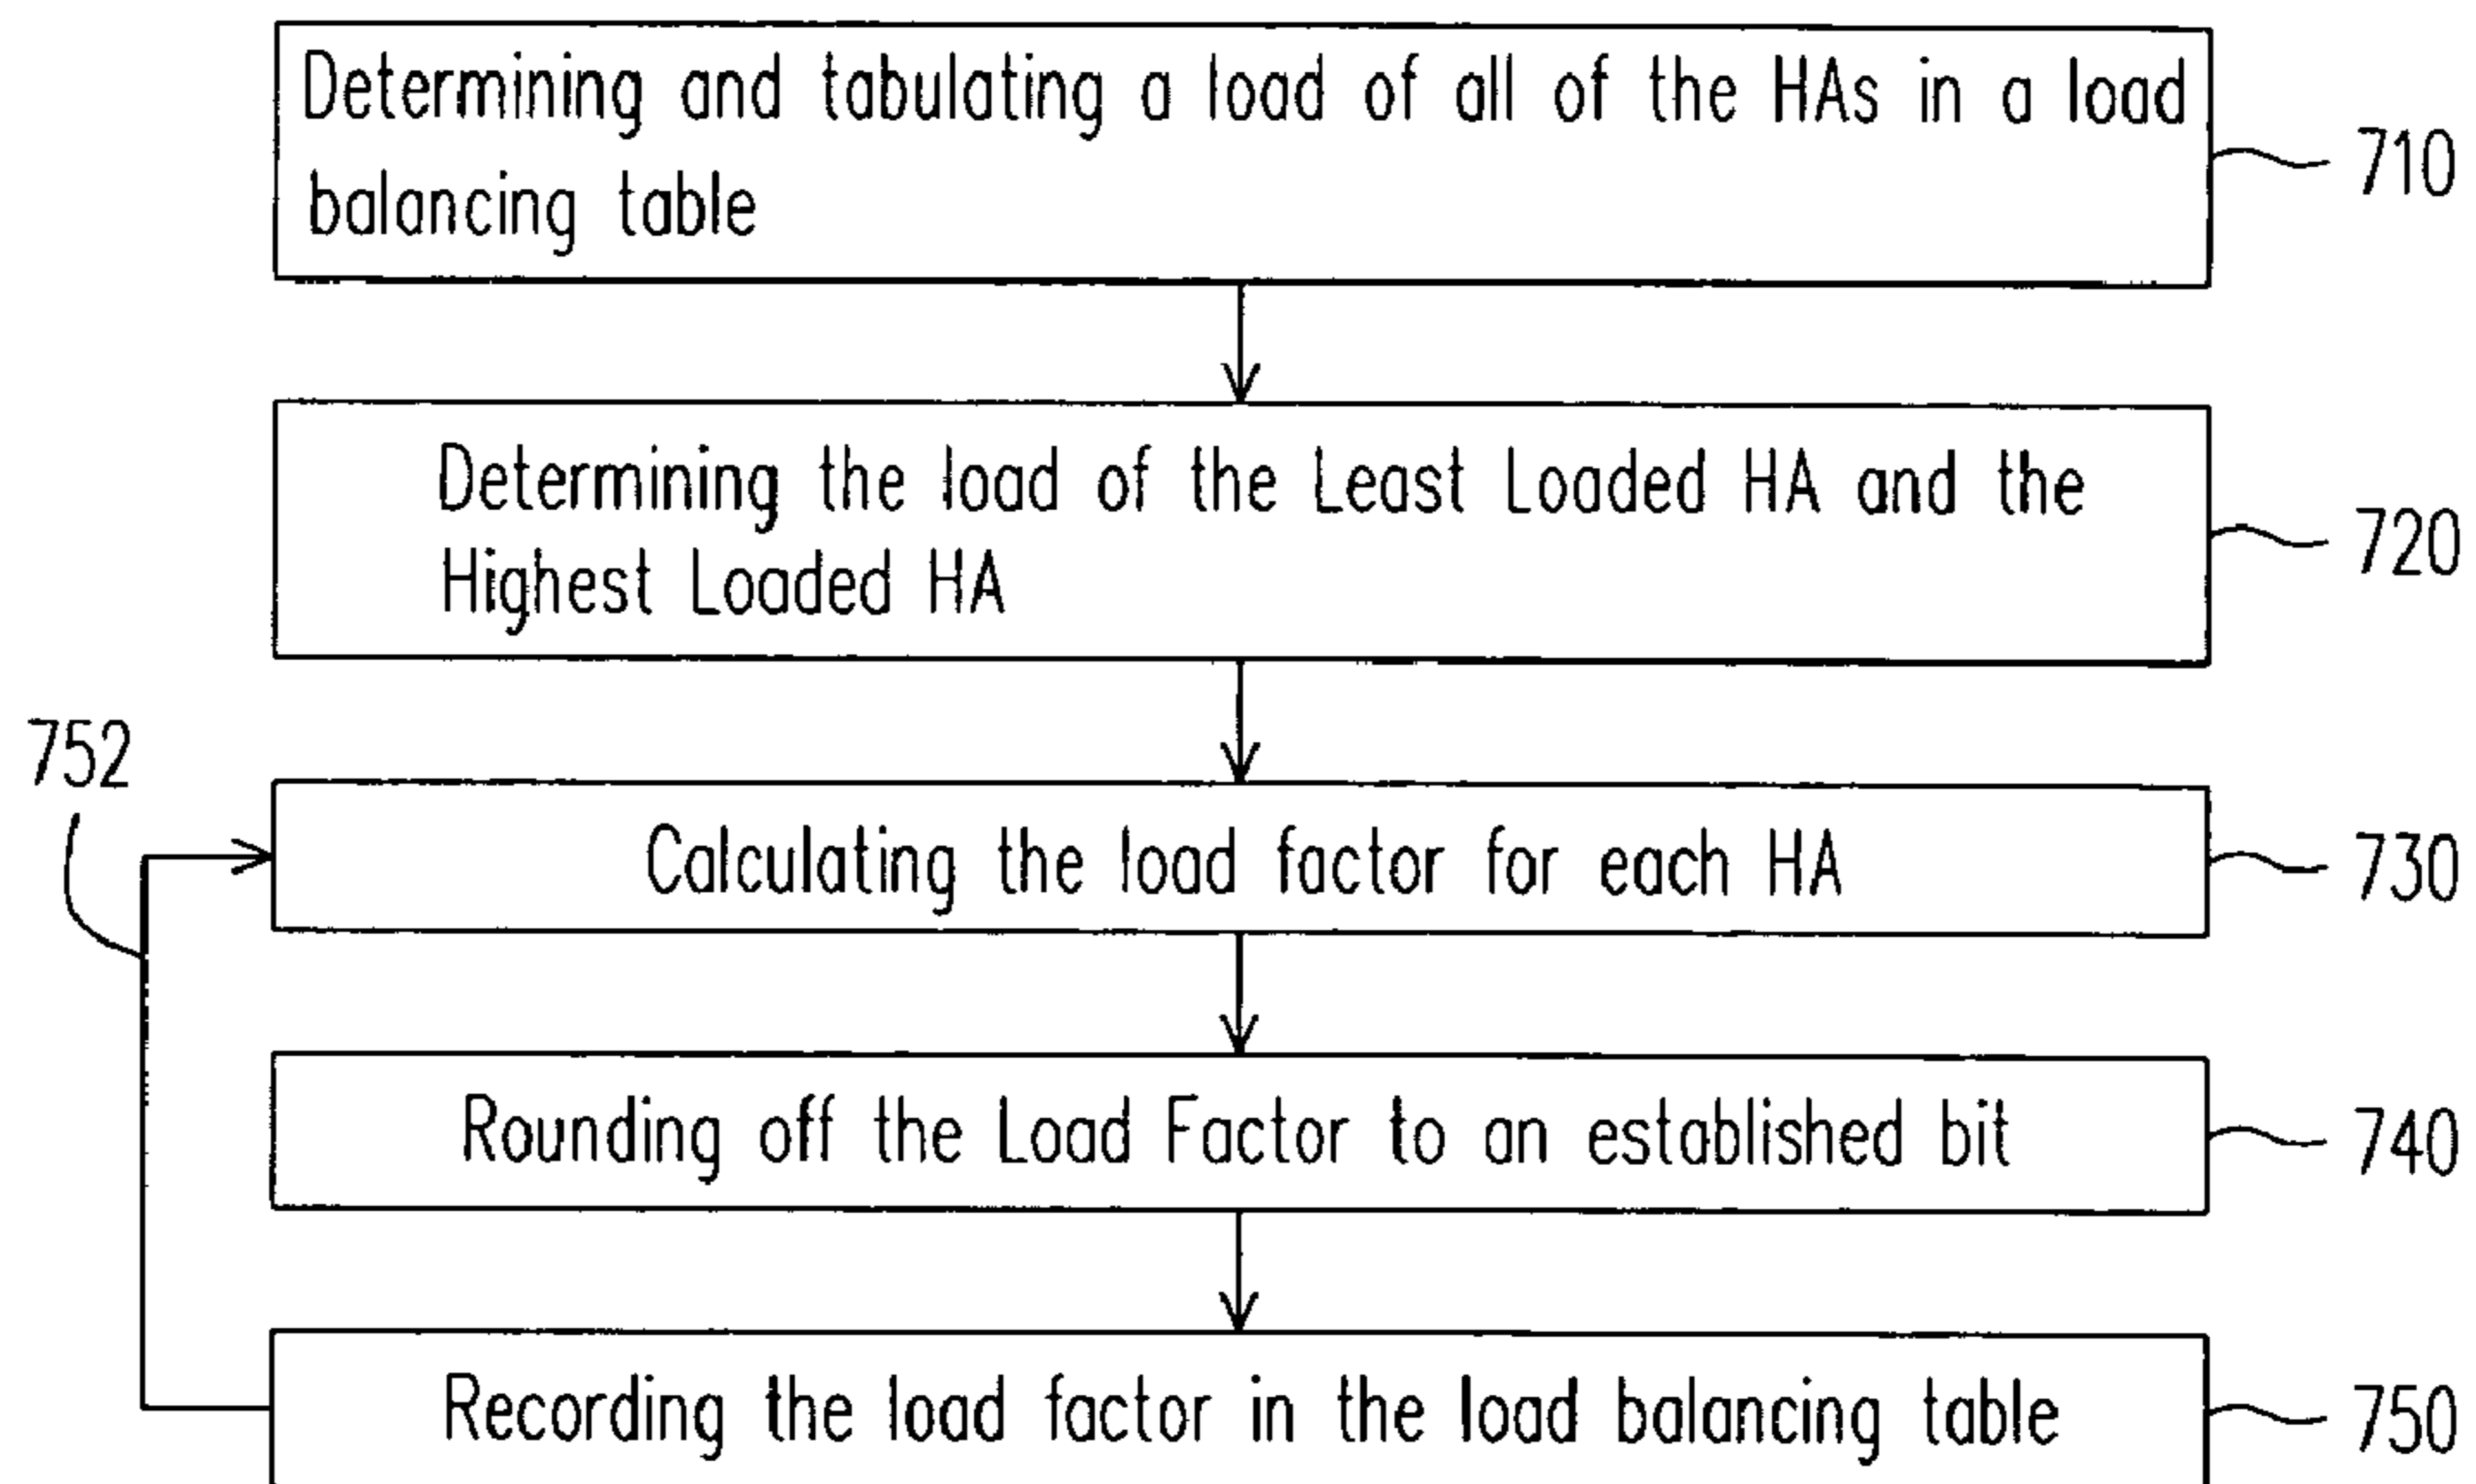 Determining and tabulating a load of all of the HAs in a load
balancing table
710
Determining the load of the Least Loaded HA and the
Highest Loaded HA
720
752
Calculating the load factor for each HA
730
Rounding off the Load Factor to an established bit
740
Recording the load factor in the load balancing table
750